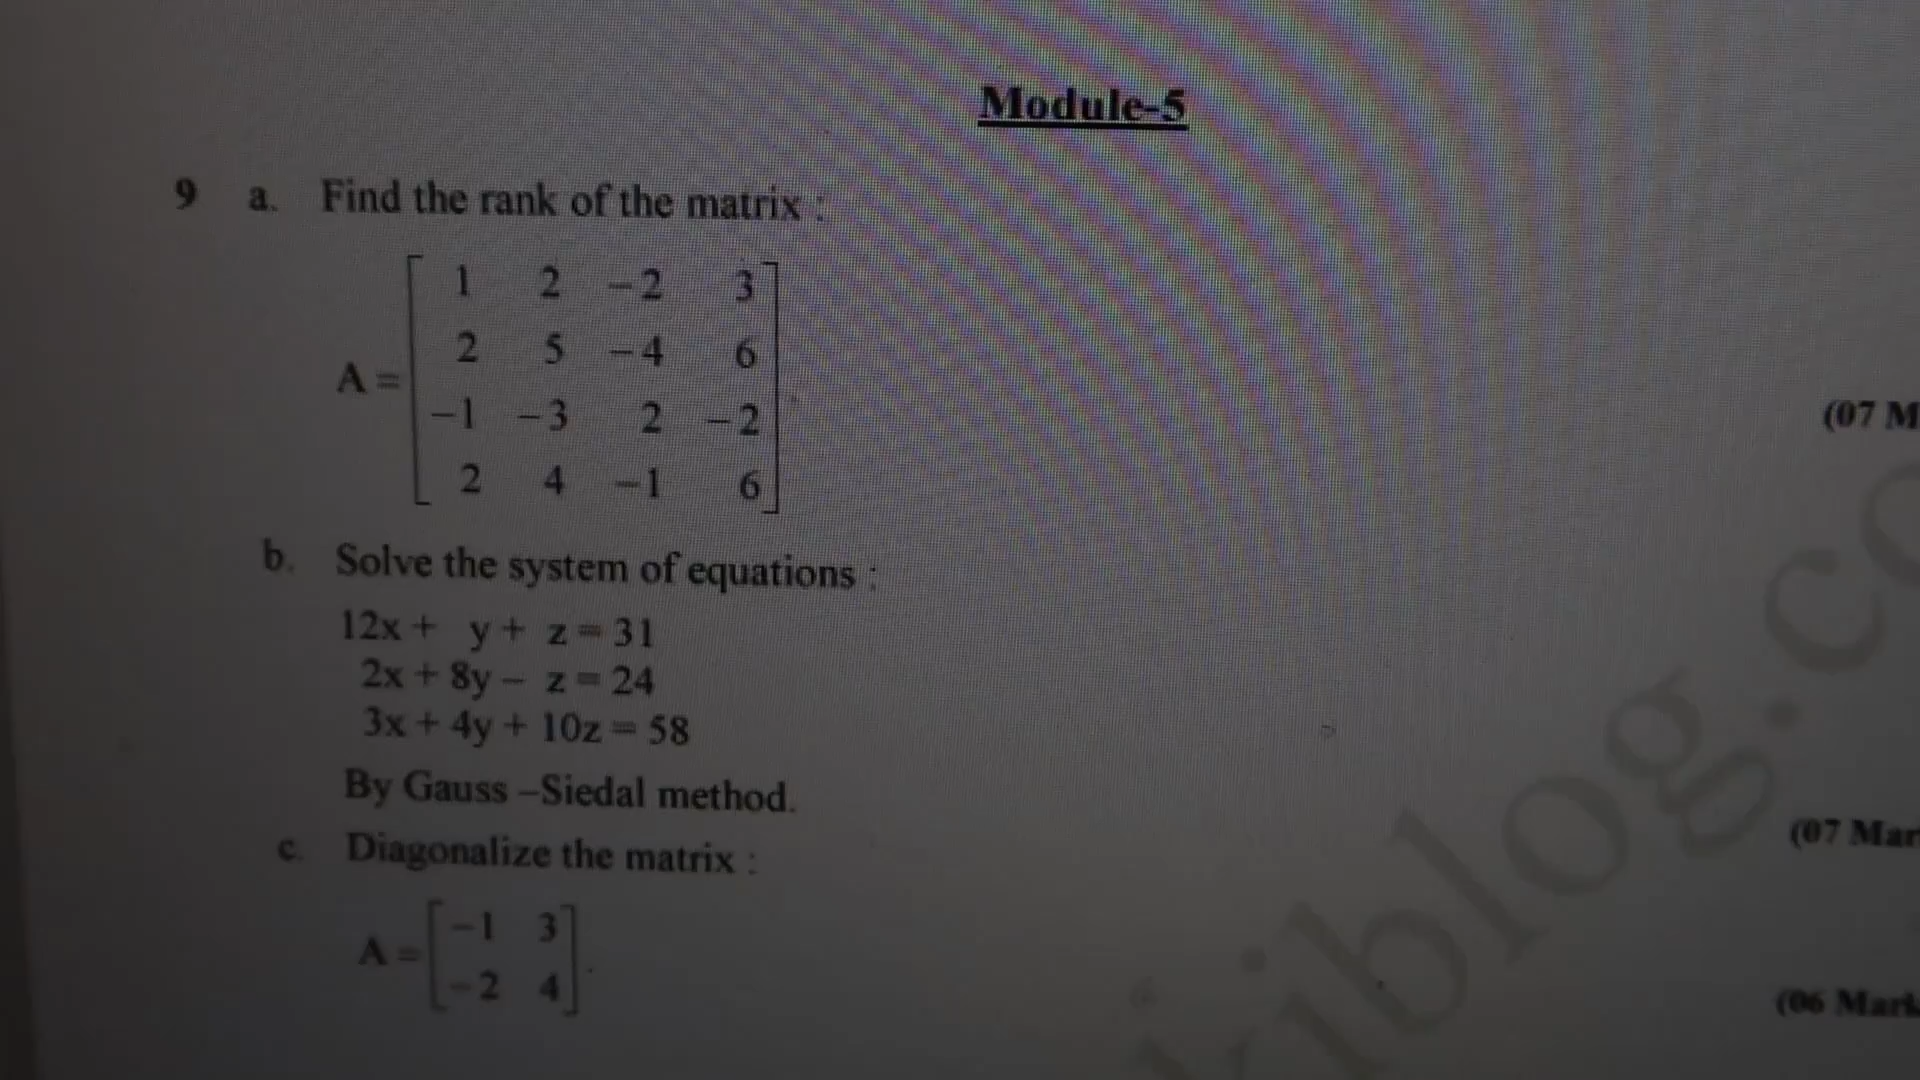 Module-5
9 a. Find the rank of the matrix :
1 2 -2 3
2 5 -4 6
A =
-1 -3 2 -2
2 4 -1 6
(07 M
b. Solve the system of equations :
12x + y + z = 31
2x + 8y - z = 24
3x + 4y + 10z = 58
By Gauss –Siedal method.
(07 Mar
c. Diagonalize the matrix :
A = -1 3
-2 4 .
(06 Mark
iblog.co